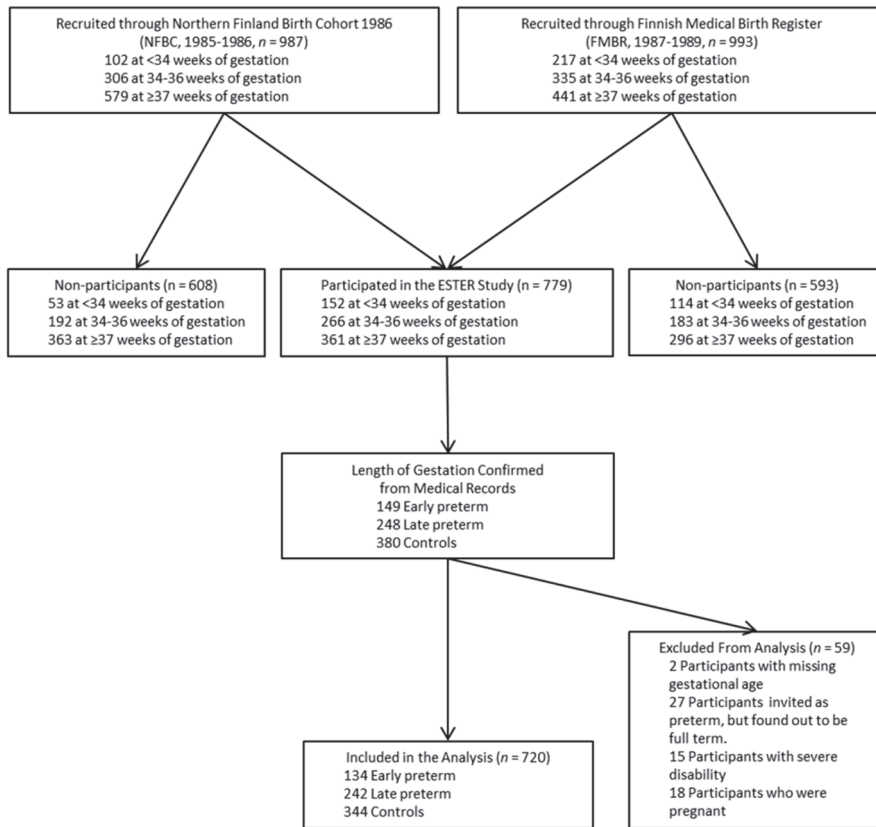 Recruited through Northern Finland Birth Cohort 1986
(NFBC, 1985-1986, n = 987)
102 at <34 weeks of gestation
306 at 34-36 weeks of gestation
579 at ≥37 weeks of gestation
Recruited through Finnish Medical Birth Register
(FMBR, 1987-1989, n = 993)
217 at <34 weeks of gestation
335 at 34-36 weeks of gestation
441 at ≥37 weeks of gestation
Non-participants (n = 608)
53 at <34 weeks of gestation
192 at 34-36 weeks of gestation
363 at ≥37 weeks of gestation
Participated in the ESTER Study (n = 779)
152 at <34 weeks of gestation
266 at 34-36 weeks of gestation
361 at ≥37 weeks of gestation
Non-participants (n = 593)
114 at <34 weeks of gestation
183 at 34-36 weeks of gestation
296 at ≥37 weeks of gestation
Length of Gestation Confirmed
from Medical Records
149 Early preterm
248 Late preterm
380 Controls
Excluded From Analysis (n = 59)
2 Participants with missing
gestational age
27 Participants invited as
preterm, but found out to be
full term.
15 Participants with severe
disability
18 Participants who were
pregnant
Included in the Analysis (n = 720)
134 Early preterm
242 Late preterm
344 Controls